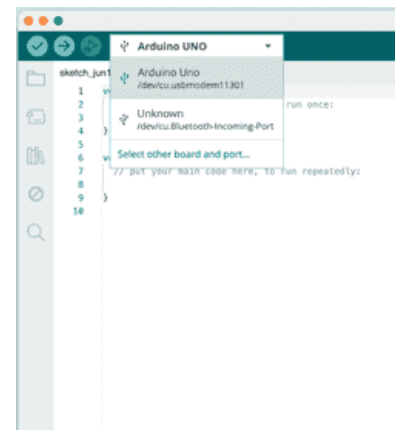 Arduino UNO
sketch_jun1
Arduino Uno
/dev/cu.usbmodem11301
Unknown
/dev/cu.Bluetooth-Incoming-Port
Select other board and port...
1 v
2 run once:
3
4 }
5
6 v
7 // put your main code here, to run repeatedly:
8
9 }
10